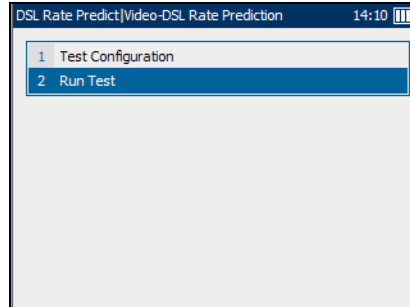 DSL Rate Predict|Video-DSL Rate Prediction 14:10
1 Test Configuration
2 Run Test